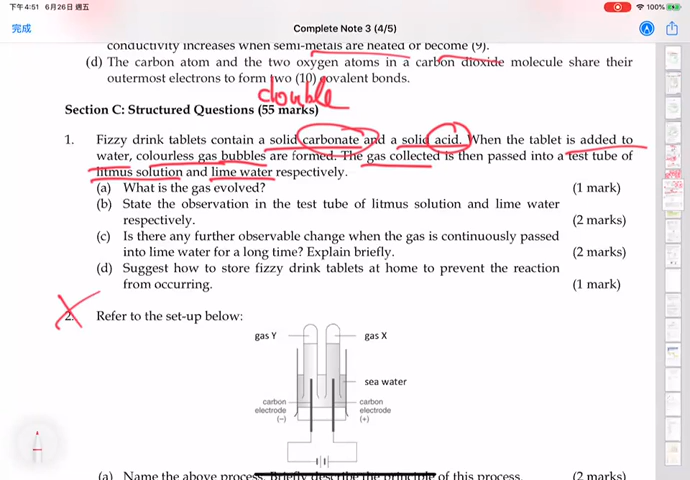 下午4:51 6月26日 週五
100%
完成
Complete Note 3 (4/5)
conductivity increases when semi-metals are heated or become (9).
(d) The carbon atom and the two oxygen atoms in a carbon dioxide molecule share their
outermost electrons to form two (10) covalent bonds.
double
Section C: Structured Questions (55 marks)
1. Fizzy drink tablets contain a solid carbonate and a solid acid. When the tablet is added to
water, colourless gas bubbles are formed. The gas collected is then passed into a test tube of
litmus solution and lime water respectively.
(a) What is the gas evolved? (1 mark)
(b) State the observation in the test tube of litmus solution and lime water
respectively. (2 marks)
(c) Is there any further observable change when the gas is continuously passed
into lime water for a long time? Explain briefly. (2 marks)
(d) Suggest how to store fizzy drink tablets at home to prevent the reaction
from occurring. (1 mark)
2. Refer to the set-up below:
gas Y
gas X
sea water
carbon
electrode
(−)
carbon
electrode
(+)
(a) Name the above process. Briefly describe the principle of this process. (2 marks)